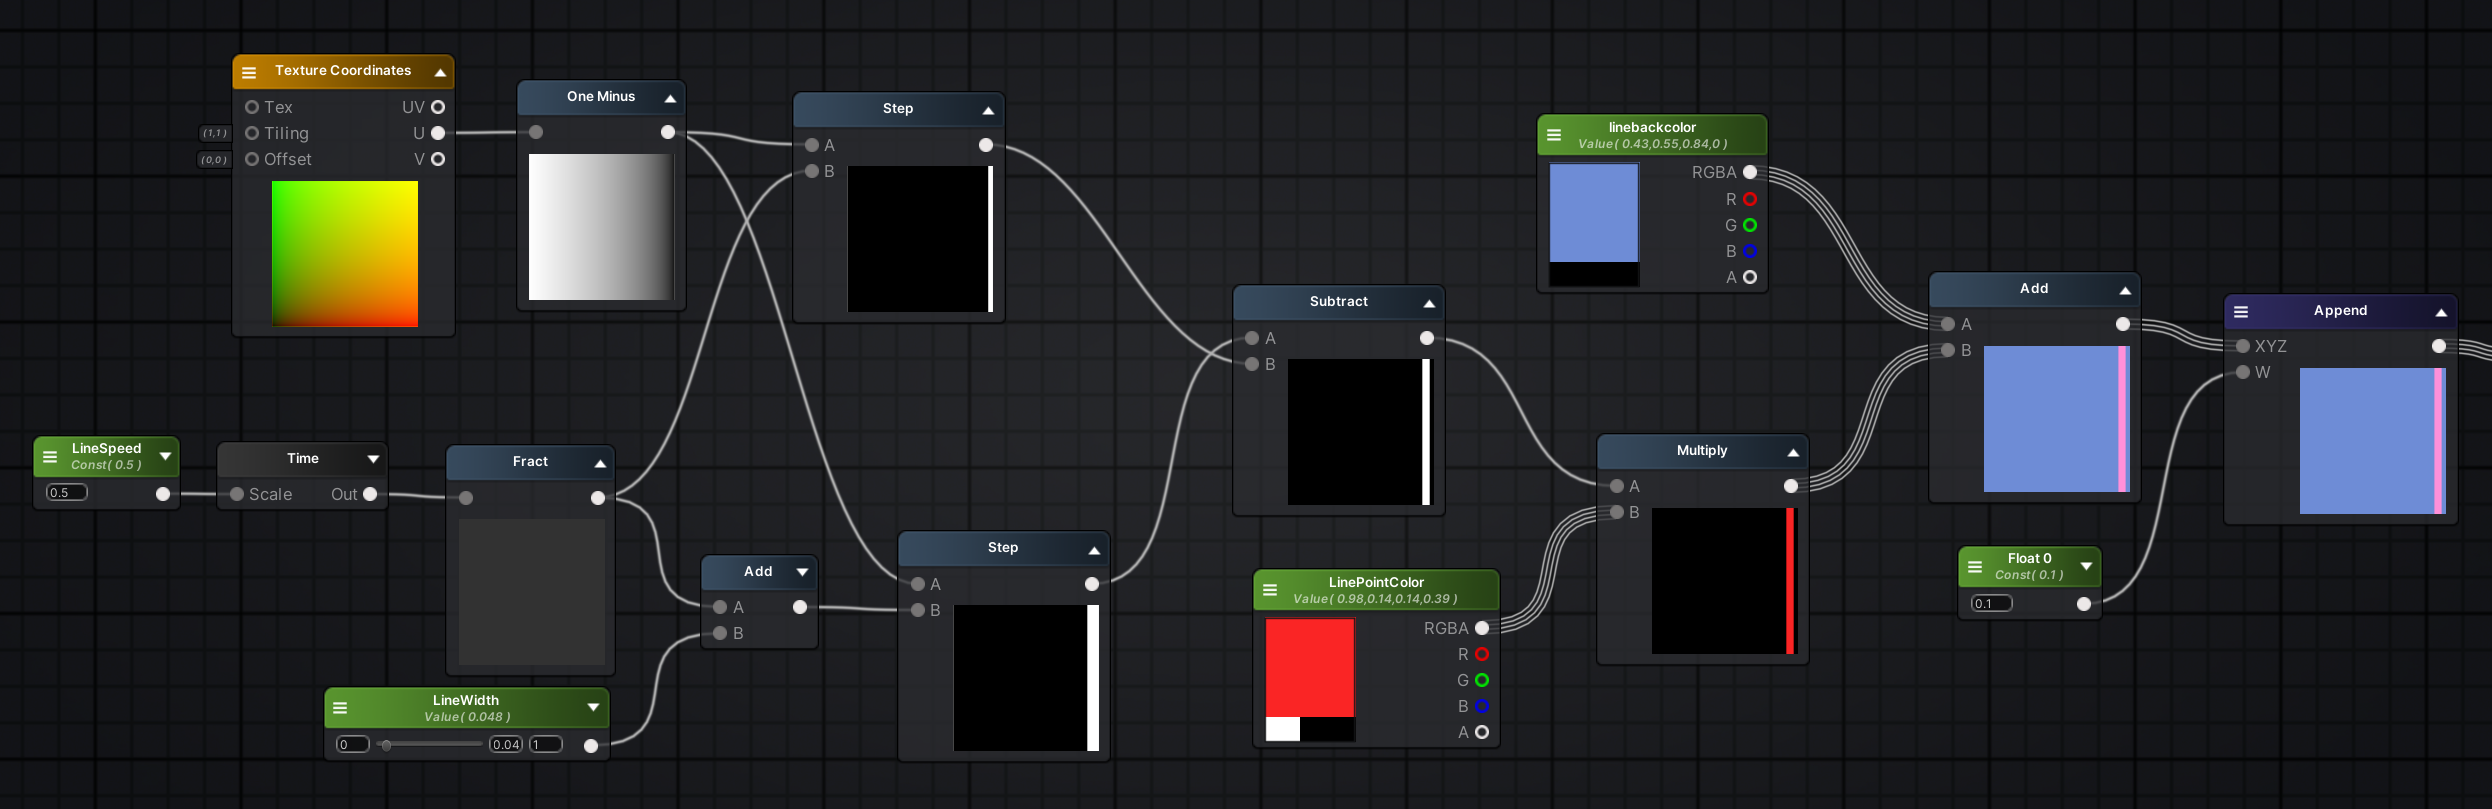 Texture Coordinates
Tex
UV
(1,1)
Tiling
U
(0,0)
Offset
V
One Minus
Step
A
B
linebackcolor
Value( 0.43,0.55,0.84,0 )
RGBA
R
G
B
A
Subtract
A
B
Add
A
B
Append
XYZ
W
LineSpeed
Const( 0.5 )
0.5
Time
Scale
Out
Fract
Multiply
A
B
Add
A
B
Step
A
B
LinePointColor
Value( 0.98,0.14,0.14,0.39 )
RGBA
R
G
B
A
Float 0
Const( 0.1 )
0.1
LineWidth
Value( 0.048 )
0
0.04
1